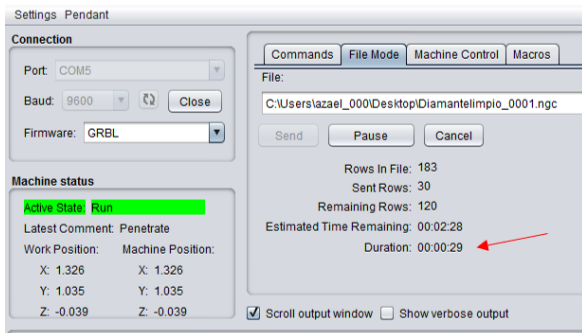 Settings Pendant
Connection
Port: COM5
Baud: 9600 Close
Firmware: GRBL
Machine status
Active State: Run
Latest Comment: Penetrate
Work Position: Machine Position:
X: 1.326 X: 1.326
Y: 1.035 Y: 1.035
Z: -0.039 Z: -0.039
Commands File Mode Machine Control Macros
File:
C:\Users\azael_000\Desktop\Diamantelimpio_0001.ngc
Send Pause Cancel
Rows In File: 183
Sent Rows: 30
Remaining Rows: 120
Estimated Time Remaining: 00:02:28
Duration: 00:00:29
Scroll output window Show verbose output